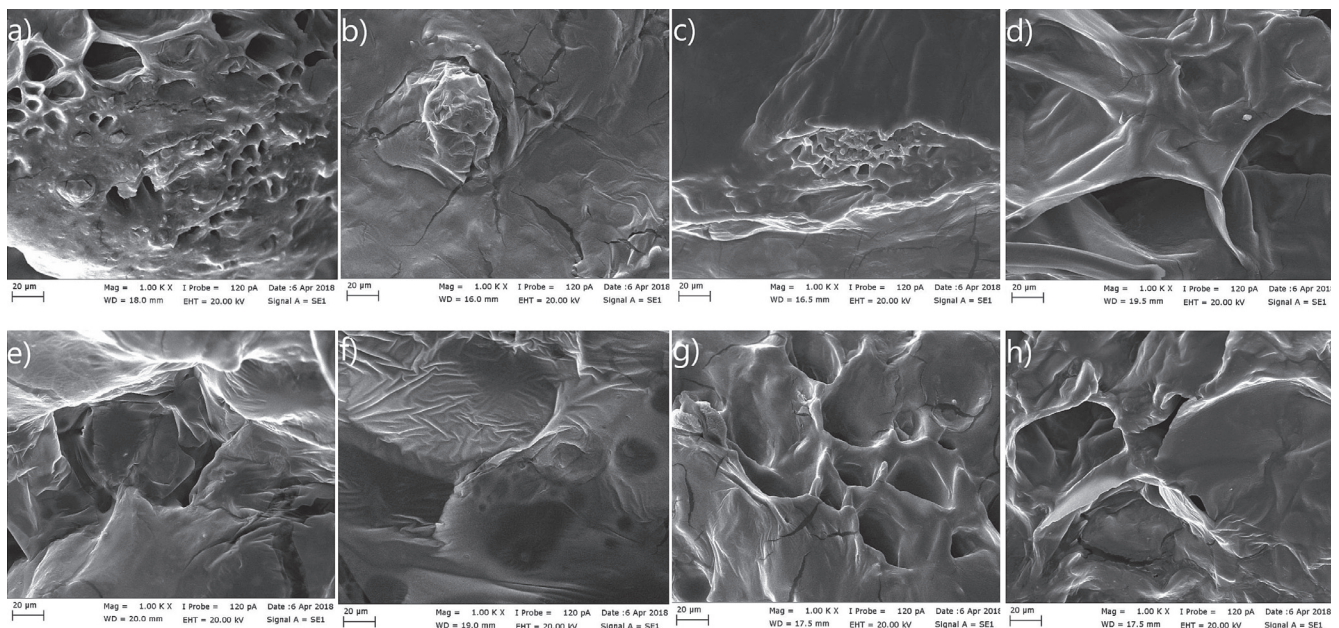 a)
b)
c)
d)
20 µm Mag = 1.00 K X I Probe = 120 pA Date :6 Apr 2018
WD = 18.0 mm EHT = 20.00 kV Signal A = SE1
20 µm Mag = 1.00 K X I Probe = 120 pA Date :6 Apr 2018
WD = 16.0 mm EHT = 20.00 kV Signal A = SE1
20 µm Mag = 1.00 K X I Probe = 120 pA Date :6 Apr 2018
WD = 16.5 mm EHT = 20.00 kV Signal A = SE1
20 µm Mag = 1.00 K X I Probe = 120 pA Date :6 Apr 2018
WD = 19.5 mm EHT = 20.00 kV Signal A = SE1
e)
f)
g)
h)
20 µm Mag = 1.00 K X I Probe = 120 pA Date :6 Apr 2018
WD = 20.0 mm EHT = 20.00 kV Signal A = SE1
20 µm Mag = 1.00 K X I Probe = 120 pA Date :6 Apr 2018
WD = 19.0 mm EHT = 20.00 kV Signal A = SE1
20 µm Mag = 1.00 K X I Probe = 120 pA Date :6 Apr 2018
WD = 17.5 mm EHT = 20.00 kV Signal A = SE1
20 µm Mag = 1.00 K X I Probe = 120 pA Date :6 Apr 2018
WD = 17.5 mm EHT = 20.00 kV Signal A = SE1